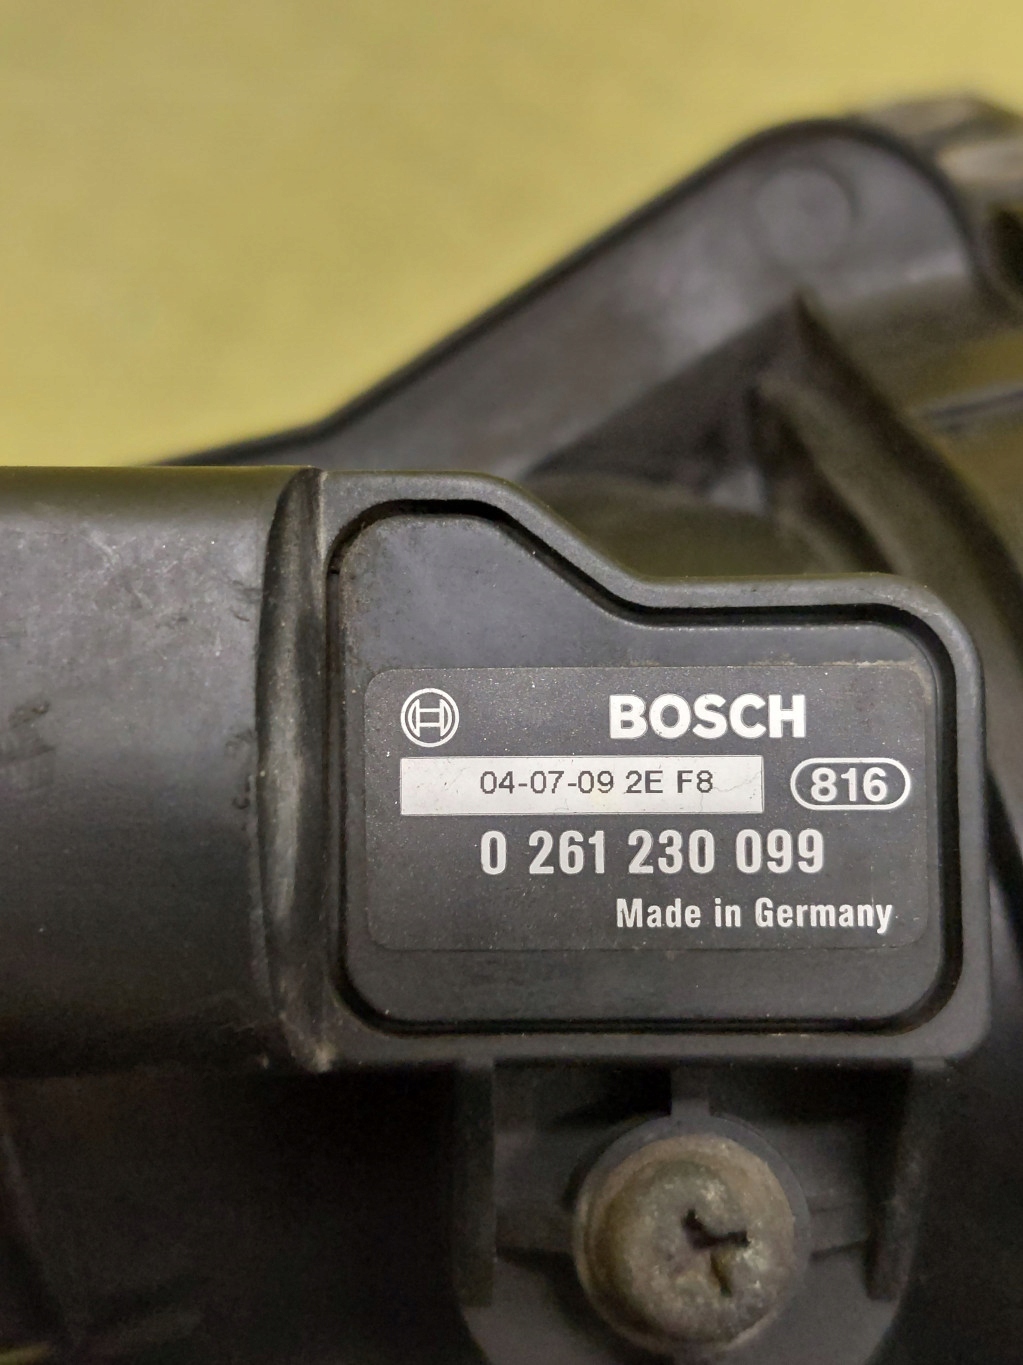 BOSCH
04-07-09 2E F8
816
0 261 230 099
Made in Germany